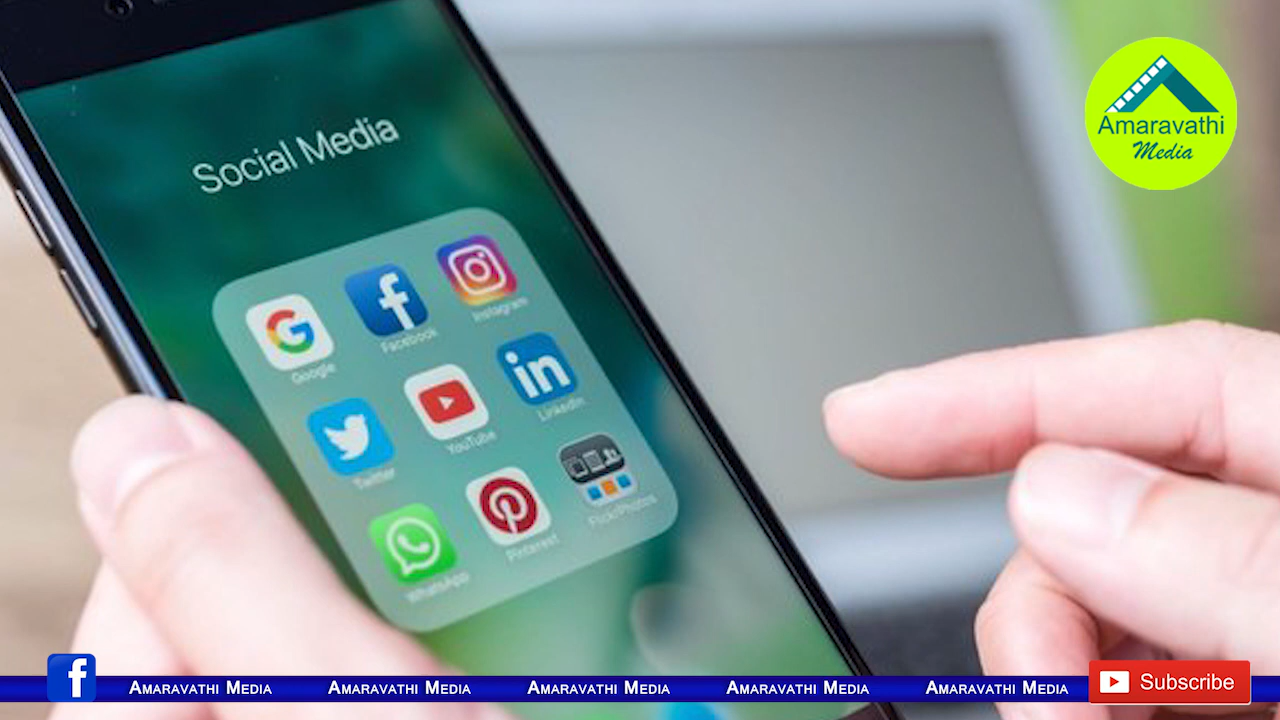 Social Media
Google
Facebook
Instagram
Twitter
YouTube
LinkedIn
WhatsApp
Pinterest
FlickrPhotos
Amaravathi
Media
Amaravathi Media Amaravathi Media Amaravathi Media Amaravathi Media Amaravathi Media
Subscribe